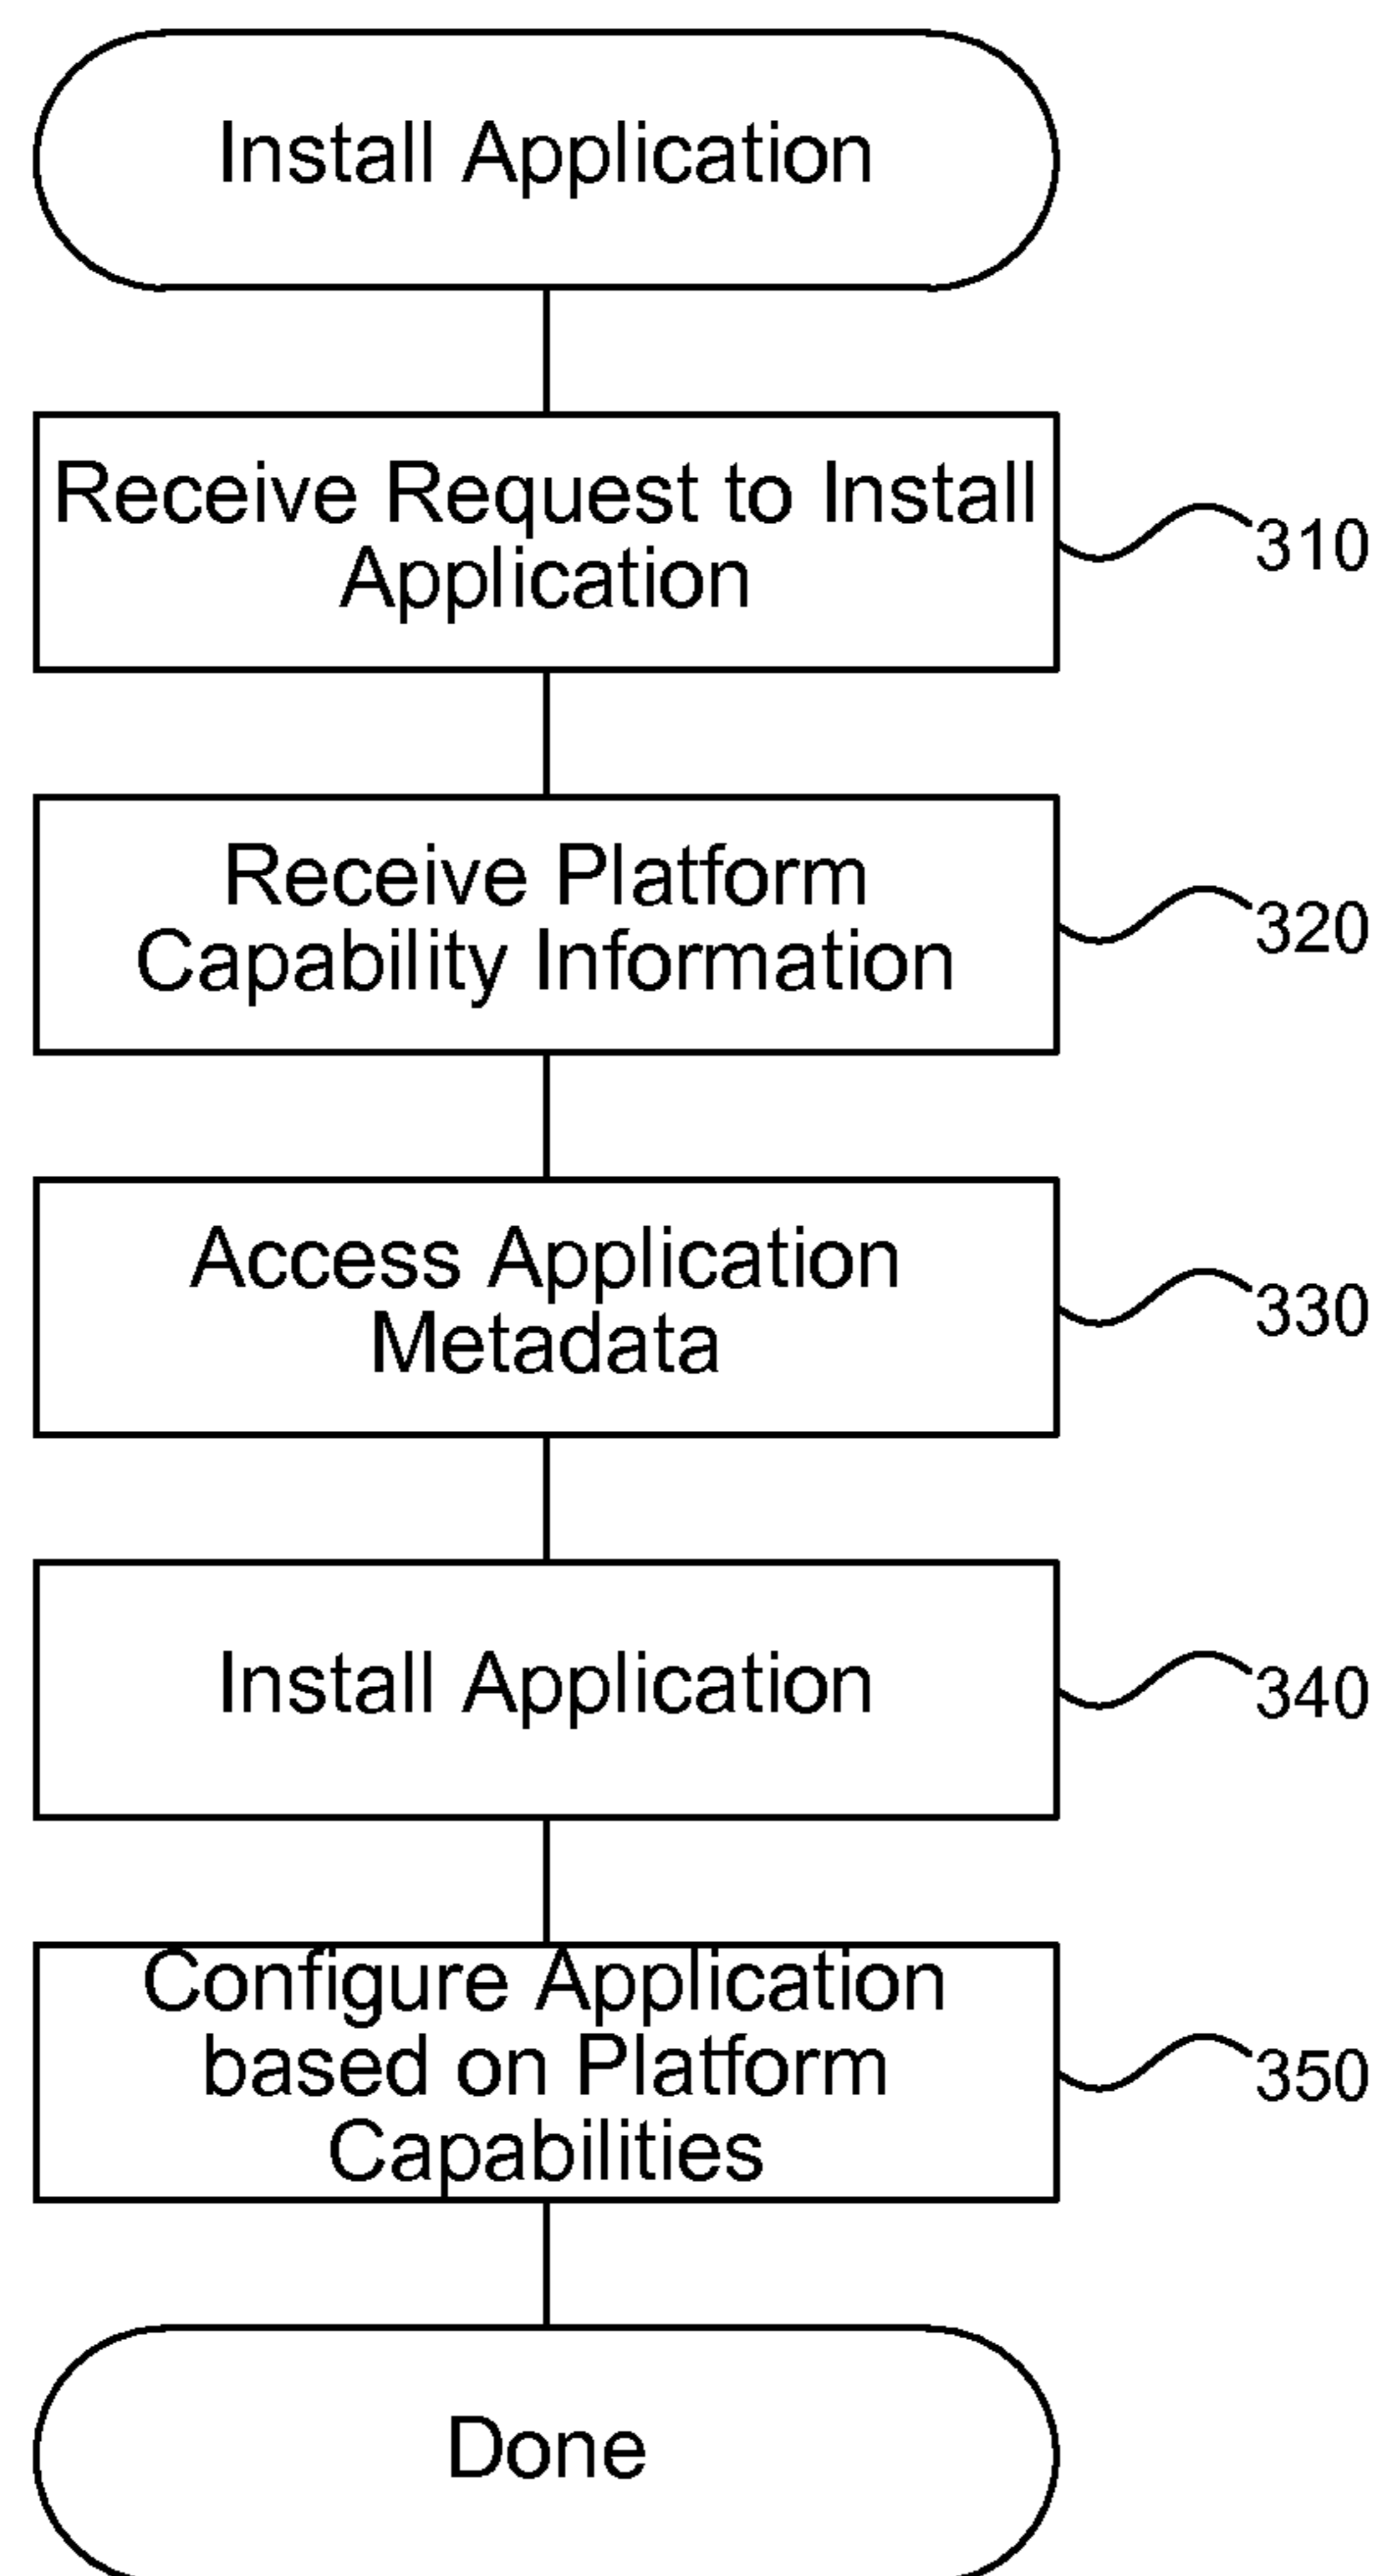 Install Application
Receive Request to Install
Application
310
Receive Platform
Capability Information
320
Access Application
Metadata
330
Install Application
340
Configure Application
based on Platform
Capabilities
350
Done